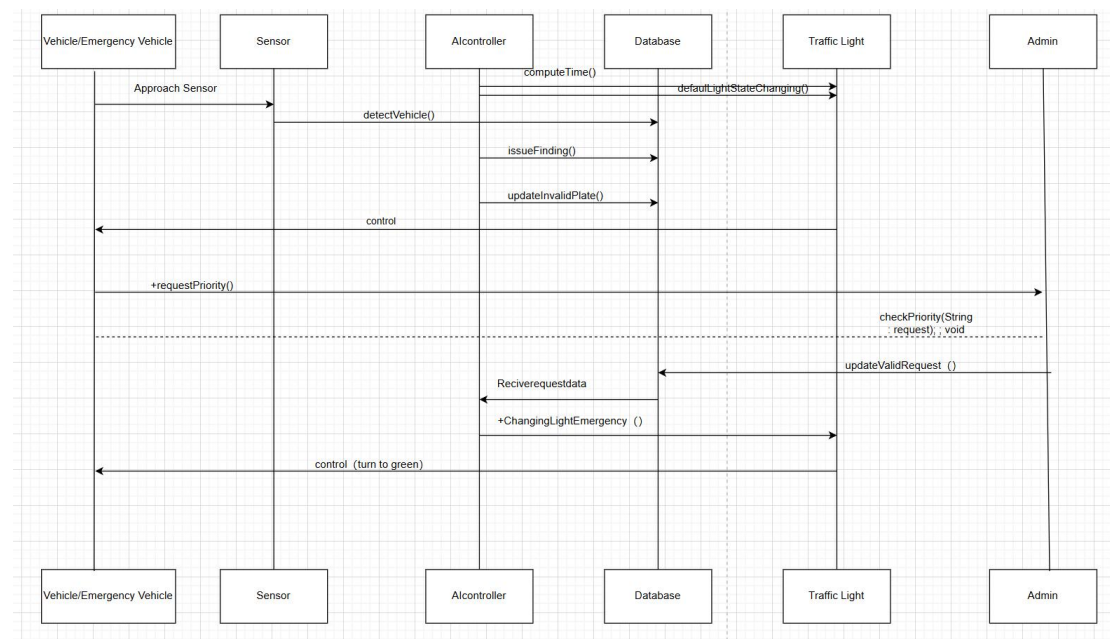 Vehicle/Emergency Vehicle
Sensor
AIcontroller
Database
Traffic Light
Admin
computeTime()
defaulLightStateChanging()
Approach Sensor
detectVehicle()
issueFinding()
updateInvalidPlate()
control
+requestPriority()
checkPriority(String
: request); ; void
updateValidRequest（）
Reciverequestdata
+ChangingLightEmergency（）
control（turn to green）
Vehicle/Emergency Vehicle
Sensor
AIcontroller
Database
Traffic Light
Admin